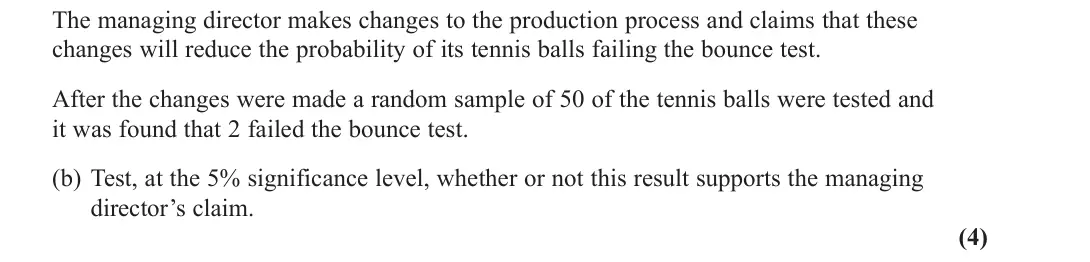 The managing director makes changes to the production process and claims that these
changes will reduce the probability of its tennis balls failing the bounce test.
After the changes were made a random sample of 50 of the tennis balls were tested and
it was found that 2 failed the bounce test.
(b) Test, at the 5% significance level, whether or not this result supports the managing
director’s claim.
(4)